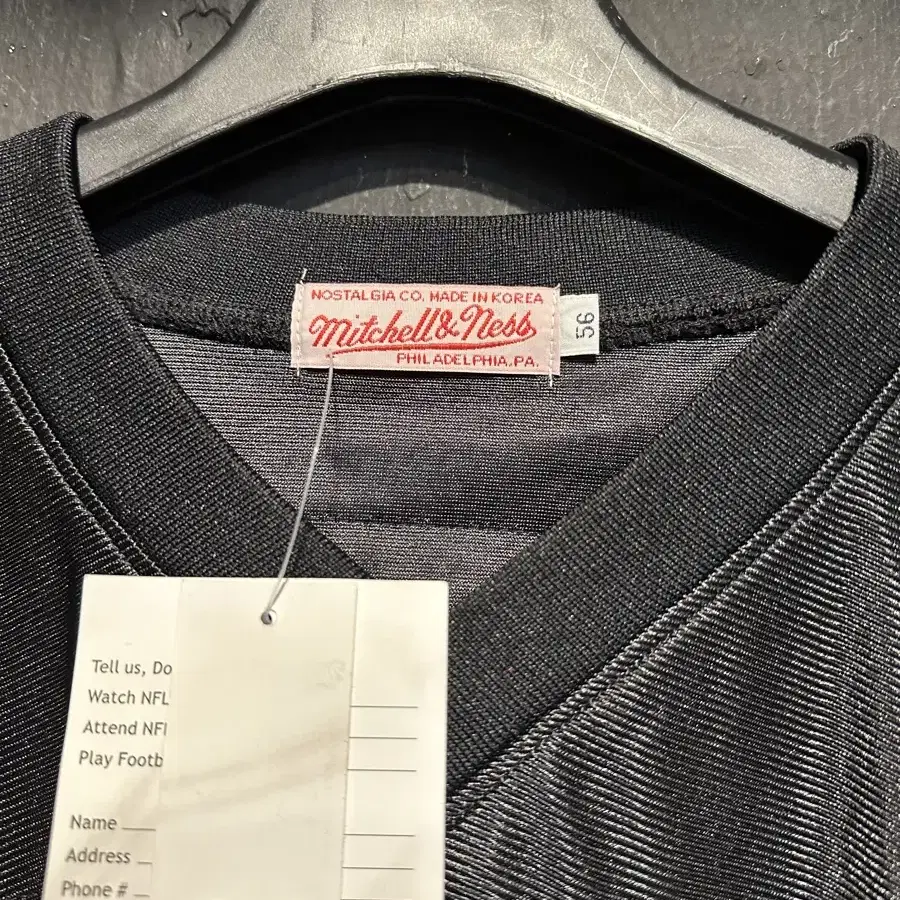 NOSTALGIA CO. MADE IN KOREA
Mitchell & Ness
PHILADELPHIA, PA.
56
Tell us, Do
Watch NFL
Attend NFL
Play Footb
Name
Address
Phone #